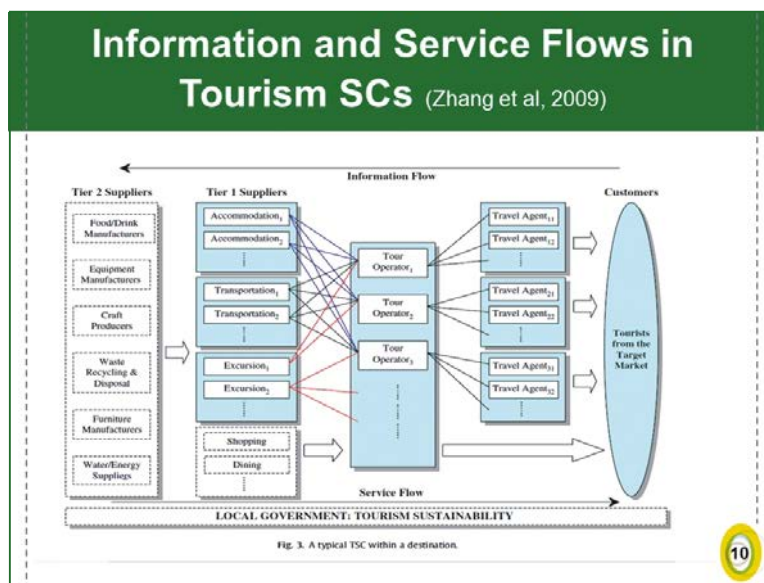 Information and Service Flows in
Tourism SCs (Zhang et al, 2009)
Information Flow
Tier 2 Suppliers
Food/Drink
Manufacturers
Equipment
Manufacturers
Craft
Producers
Waste
Recycling &
Disposal
Furniture
Manufacturers
Water/Energy
Suppliers
Tier 1 Suppliers
Accommodation₁
Accommodation₂
Transportation₁
Transportation₂
Excursion₁
Excursion₂
Shopping
Dining
Tour
Operator₁
Tour
Operator₂
Tour
Operator₃
Travel Agent₁₁
Travel Agent₁₂
Travel Agent₂₁
Travel Agent₂₂
Travel Agent₃₁
Travel Agent₃₂
Customers
Tourists
from the
Target
Market
Service Flow
LOCAL GOVERNMENT: TOURISM SUSTAINABILITY
Fig. 3. A typical TSC within a destination.
10